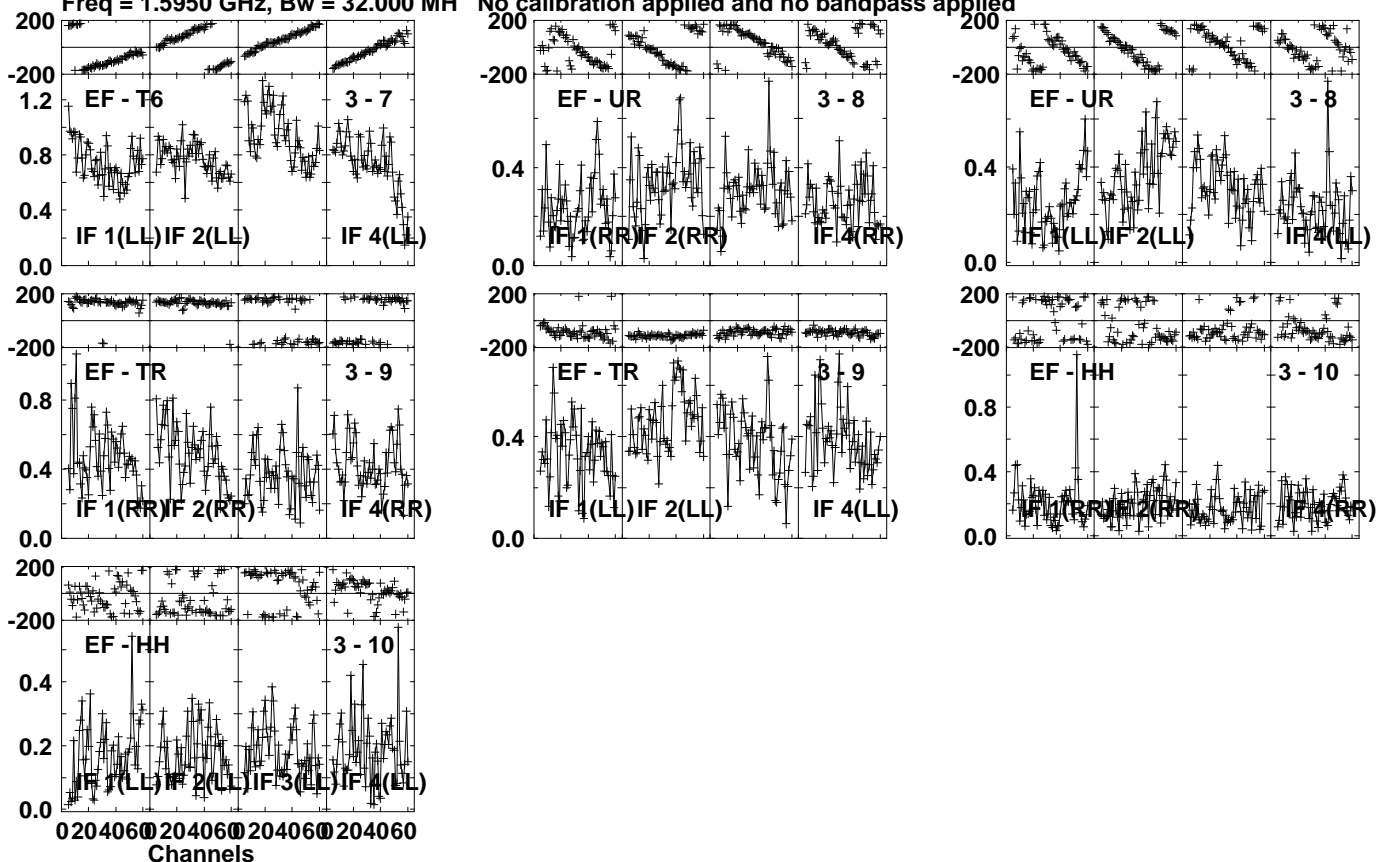 Freq = 1.5950 GHz, Bw = 32.000 MH No calibration applied and no bandpass applied
200
-200
EF - T6 3 - 7
1.2
0.8
0.4
0.0
IF 1(LL) IF 2(LL) IF 4(LL)
EF - UR 3 - 8
0.4
0.0
IF 1(RR) IF 2(RR) IF 4(RR)
200
-200
EF - UR 3 - 8
0.4
0.0
IF 1(LL) IF 2(LL) IF 4(LL)
200
-200
EF - TR 3 - 9
0.8
0.4
0.0
IF 1(RR) IF 2(RR) IF 4(RR)
200
-200
EF - TR 3 - 9
0.4
0.0
IF 1(LL) IF 2(LL) IF 4(LL)
200
-200
EF - HH 3 - 10
0.8
0.4
0.0
IF 1(RR) IF 2(RR) IF 4(RR)
200
-200
EF - HH 3 - 10
0.4
0.2
0.0
IF 1(LL) IF 2(LL) IF 3(LL) IF 4(LL)
0 20 40 60 0 20 40 60 0 20 40 60 0 20 40 60
Channels